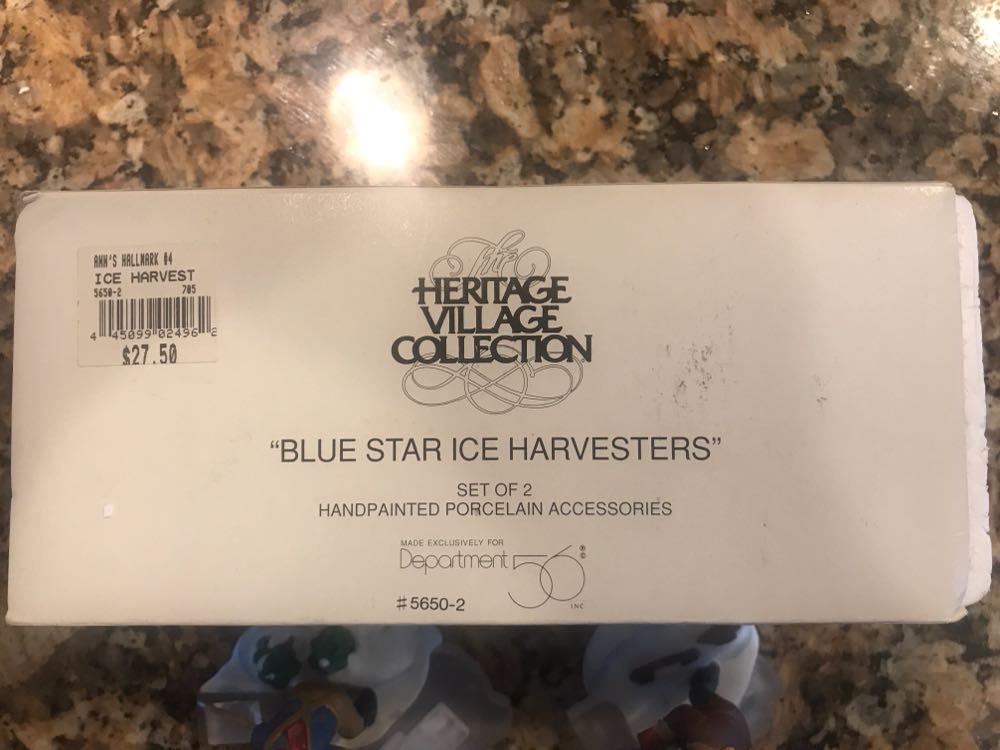 ANN'S HALLMARK #4
ICE HARVEST
5650-2 705
4 45099 02496 2
$27.50
The
HERITAGE
VILLAGE
COLLECTION
“BLUE STAR ICE HARVESTERS”
SET OF 2
HANDPAINTED PORCELAIN ACCESSORIES
MADE EXCLUSIVELY FOR
Department 56 ® ©
INC
#5650-2